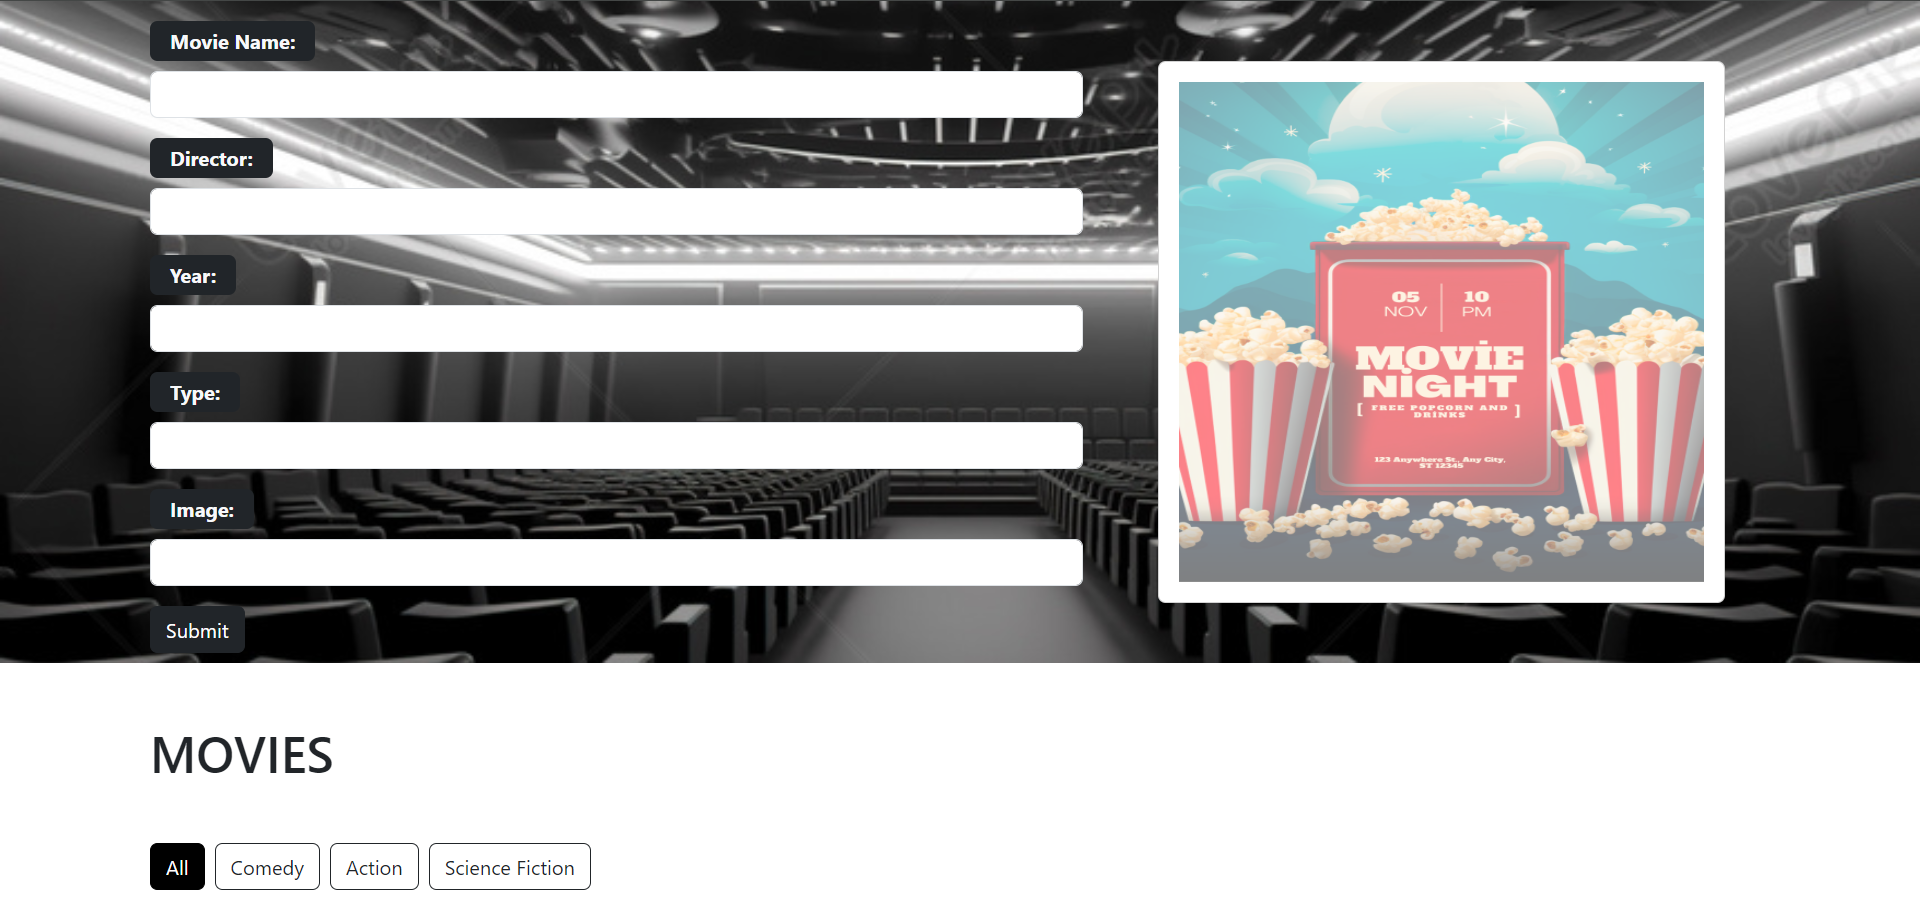 Movie Name:
Director:
Year:
Type:
Image:
Submit
05 NOV
10 PM
MOVIE
NIGHT
[ FREE POPCORN AND DRINKS ]
123 Anywhere St., Any City,
ST 12345
MOVIES
All
Comedy
Action
Science Fiction